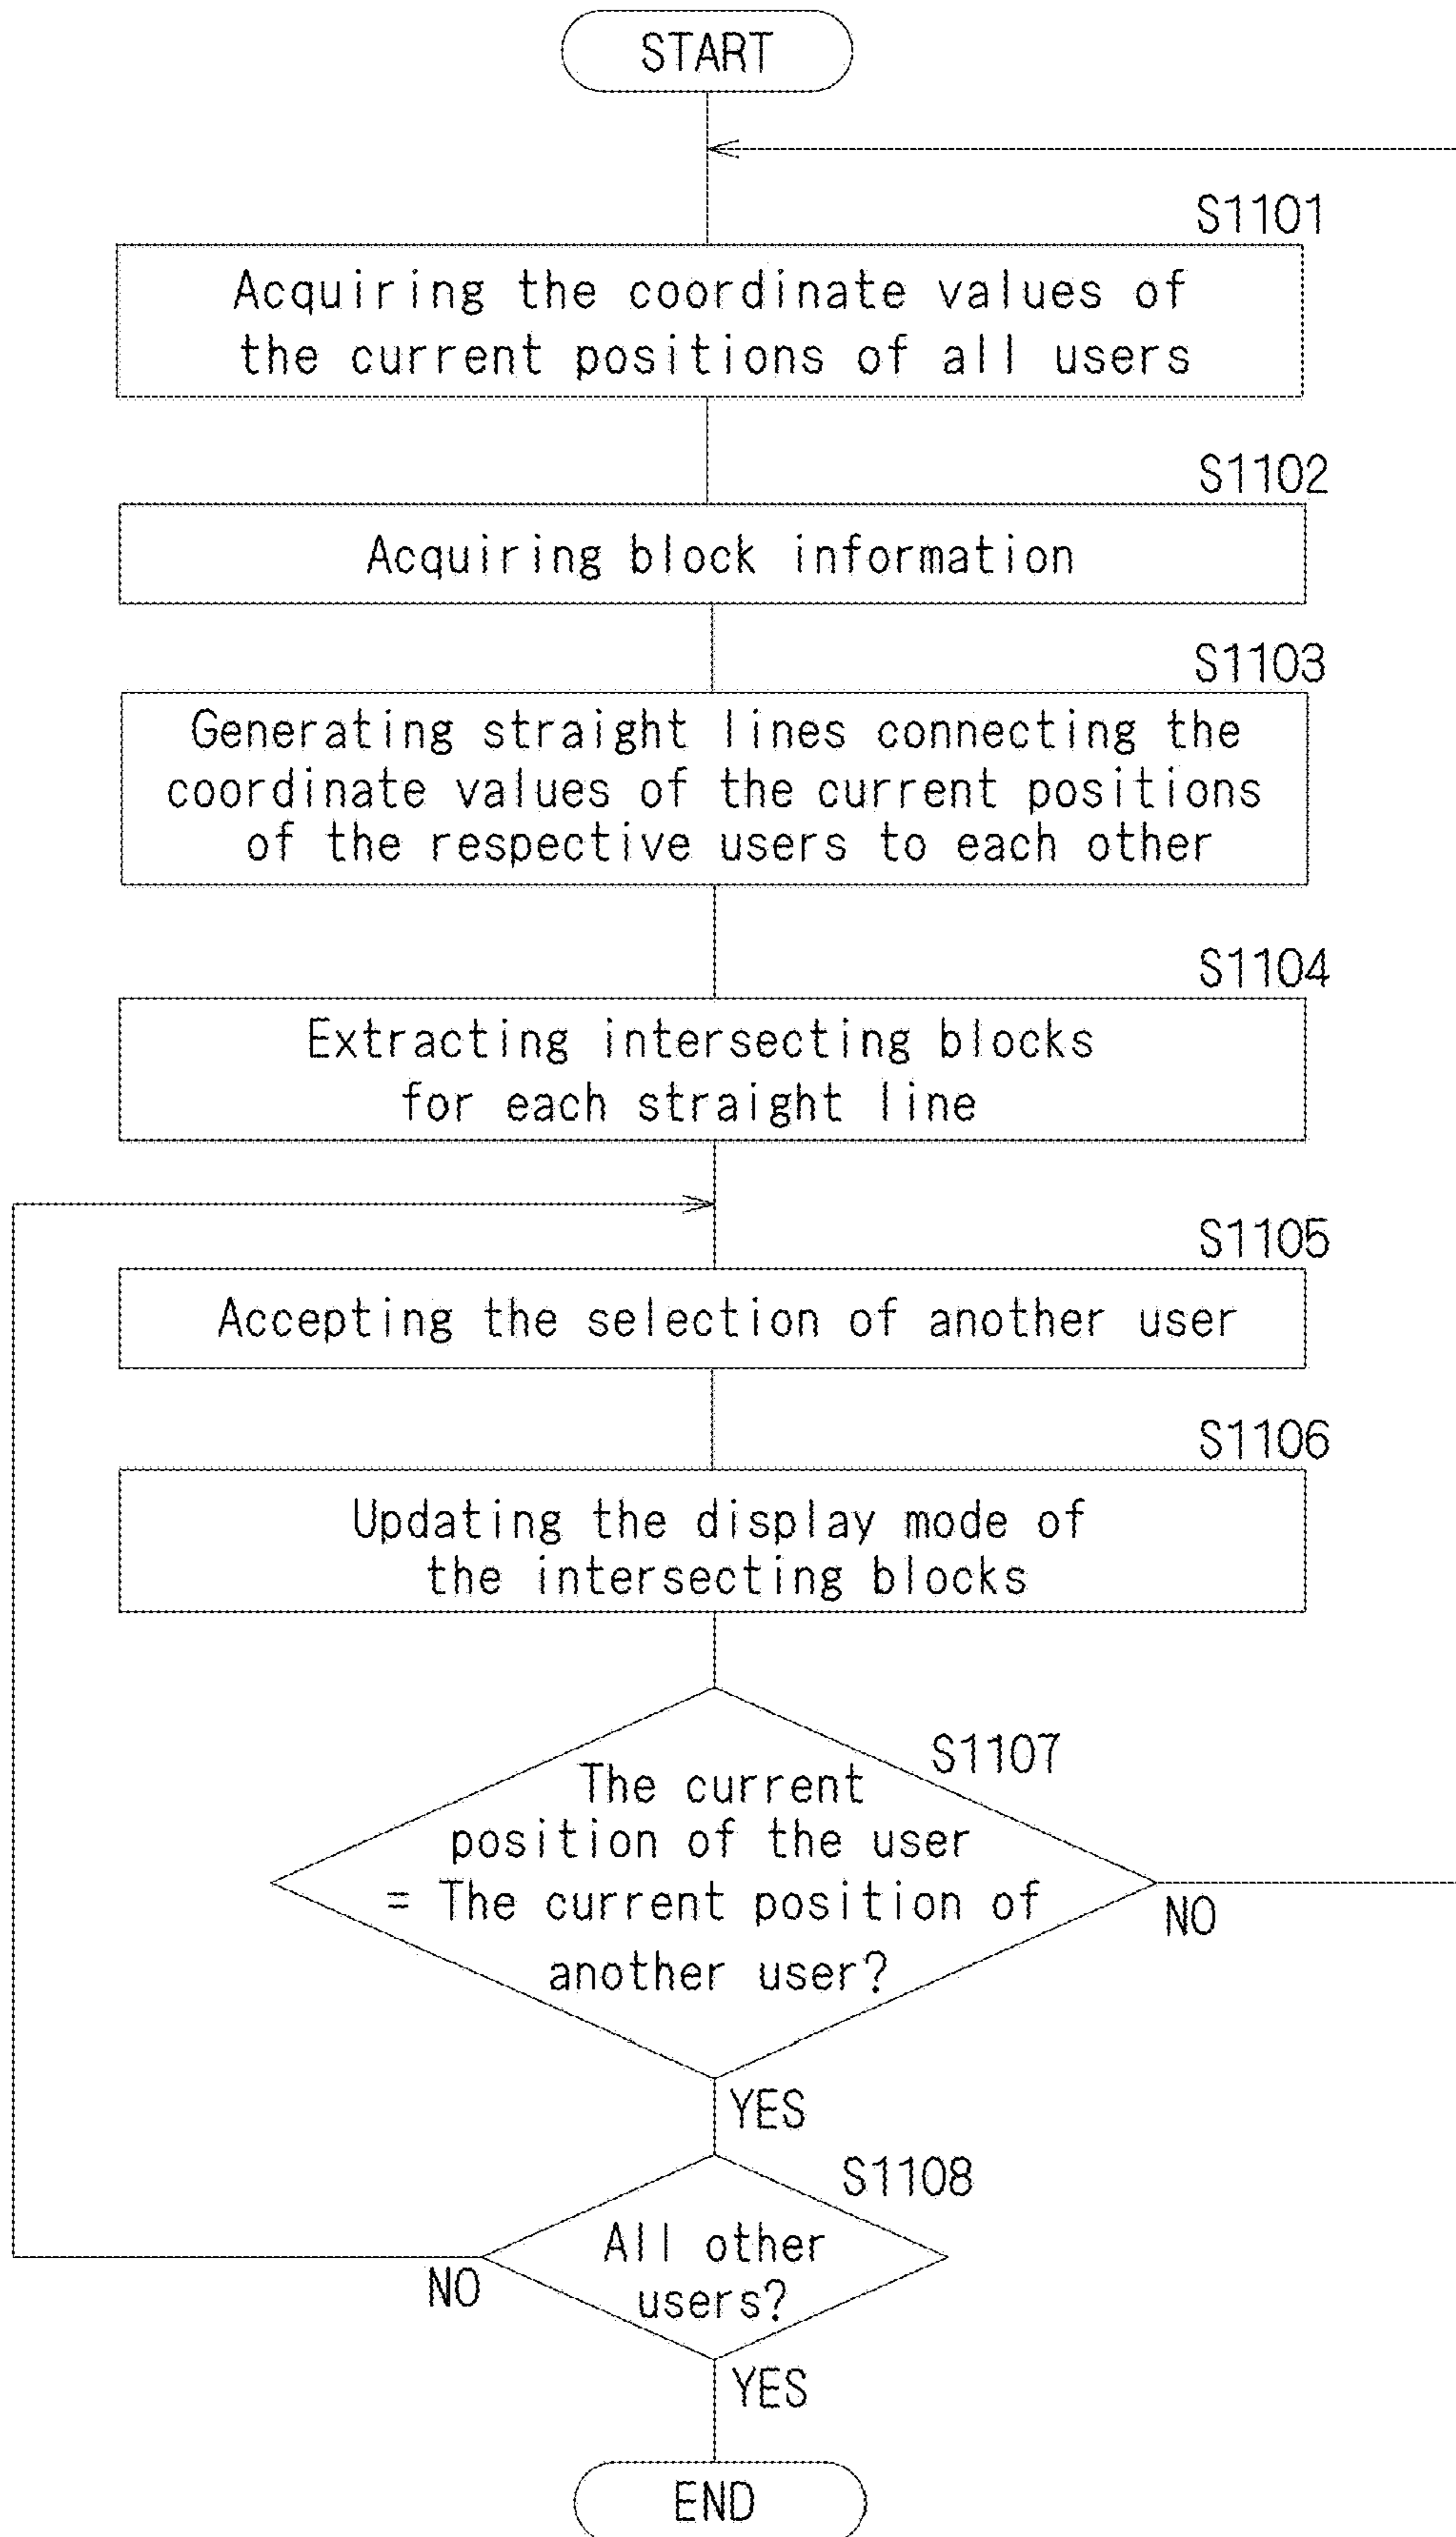 START
S1101
Acquiring the coordinate values of
the current positions of all users
S1102
Acquiring block information
S1103
Generating straight lines connecting the
coordinate values of the current positions
of the respective users to each other
S1104
Extracting intersecting blocks
for each straight line
S1105
Accepting the selection of another user
S1106
Updating the display mode of
the intersecting blocks
S1107
The current
position of the user
= The current position of
another user?
NO
YES
S1108
All other
users?
NO
YES
END